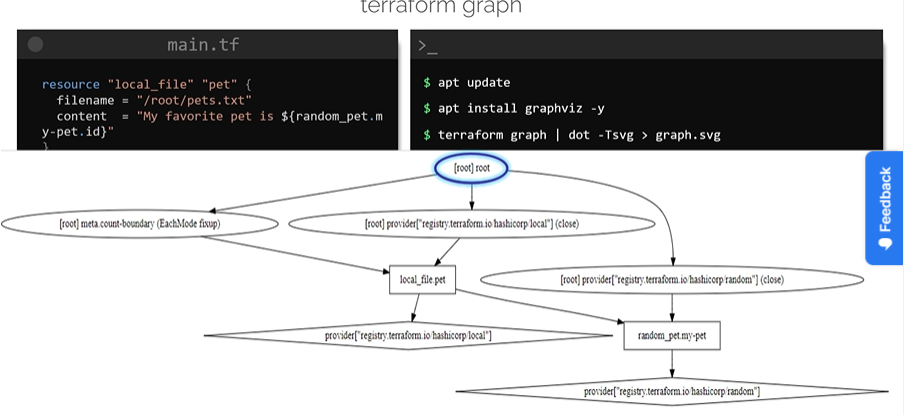 terraform graph
main.tf
resource "local_file" "pet" {
filename = "/root/pets.txt"
content = "My favorite pet is ${random_pet.m
y-pet.id}"
}
>_
$ apt update
$ apt install graphviz -y
$ terraform graph | dot -Tsvg > graph.svg
[root] root
[root] meta.count-boundary (EachMode fixup)
[root] provider["registry.terraform.io/hashicorp/local"] (close)
local_file.pet
[root] provider["registry.terraform.io/hashicorp/random"] (close)
provider["registry.terraform.io/hashicorp/local"]
random_pet.my-pet
provider["registry.terraform.io/hashicorp/random"]
Feedback